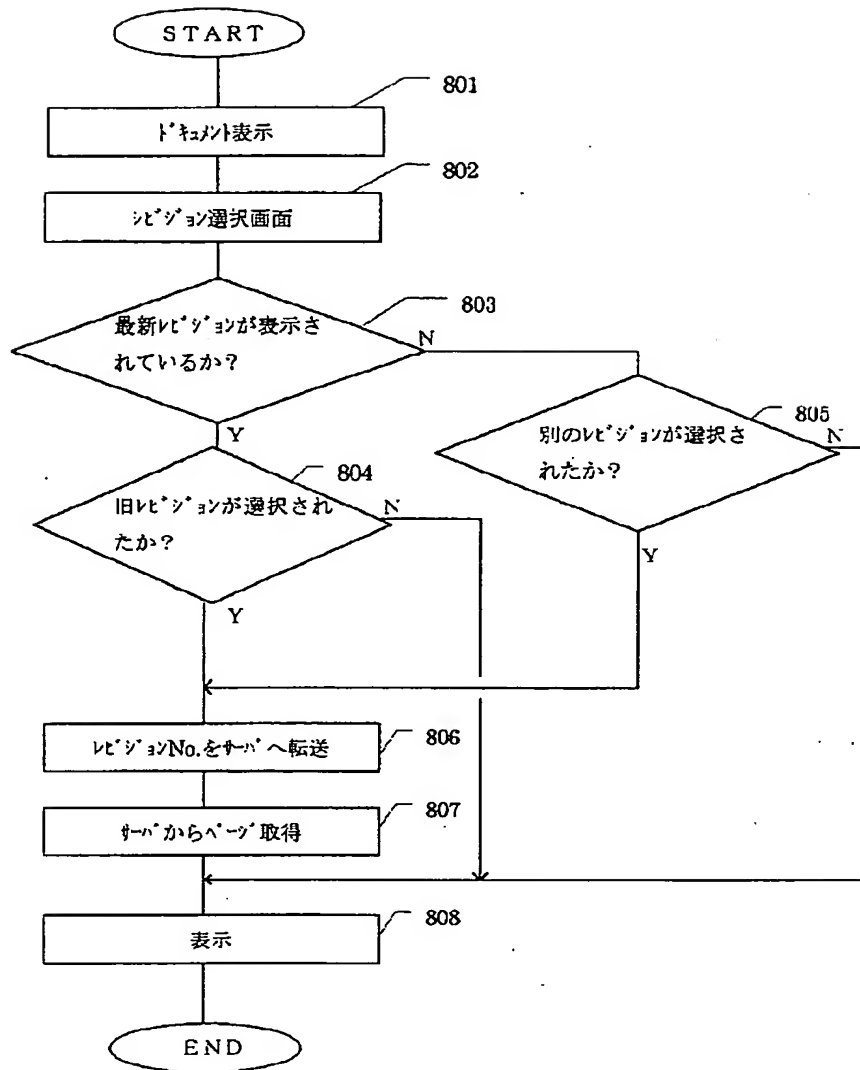 START
801
ﾄﾞｷｭﾒﾝﾄ表示
802
ｼﾋﾞｼﾞｮﾝ選択画面
803
最新ﾚﾋﾞｼﾞｮﾝが表示さ
れているか？
N
Y
805
別のﾚﾋﾞｼﾞｮﾝが選択さ
れたか？
N
Y
804
旧ﾚﾋﾞｼﾞｮﾝが選択され
たか？
N
Y
806
ﾚﾋﾞｼﾞｮﾝNo.をｻｰﾊﾞへ転送
807
ｻｰﾊﾞからﾍﾟｰｼﾞ取得
808
表示
END